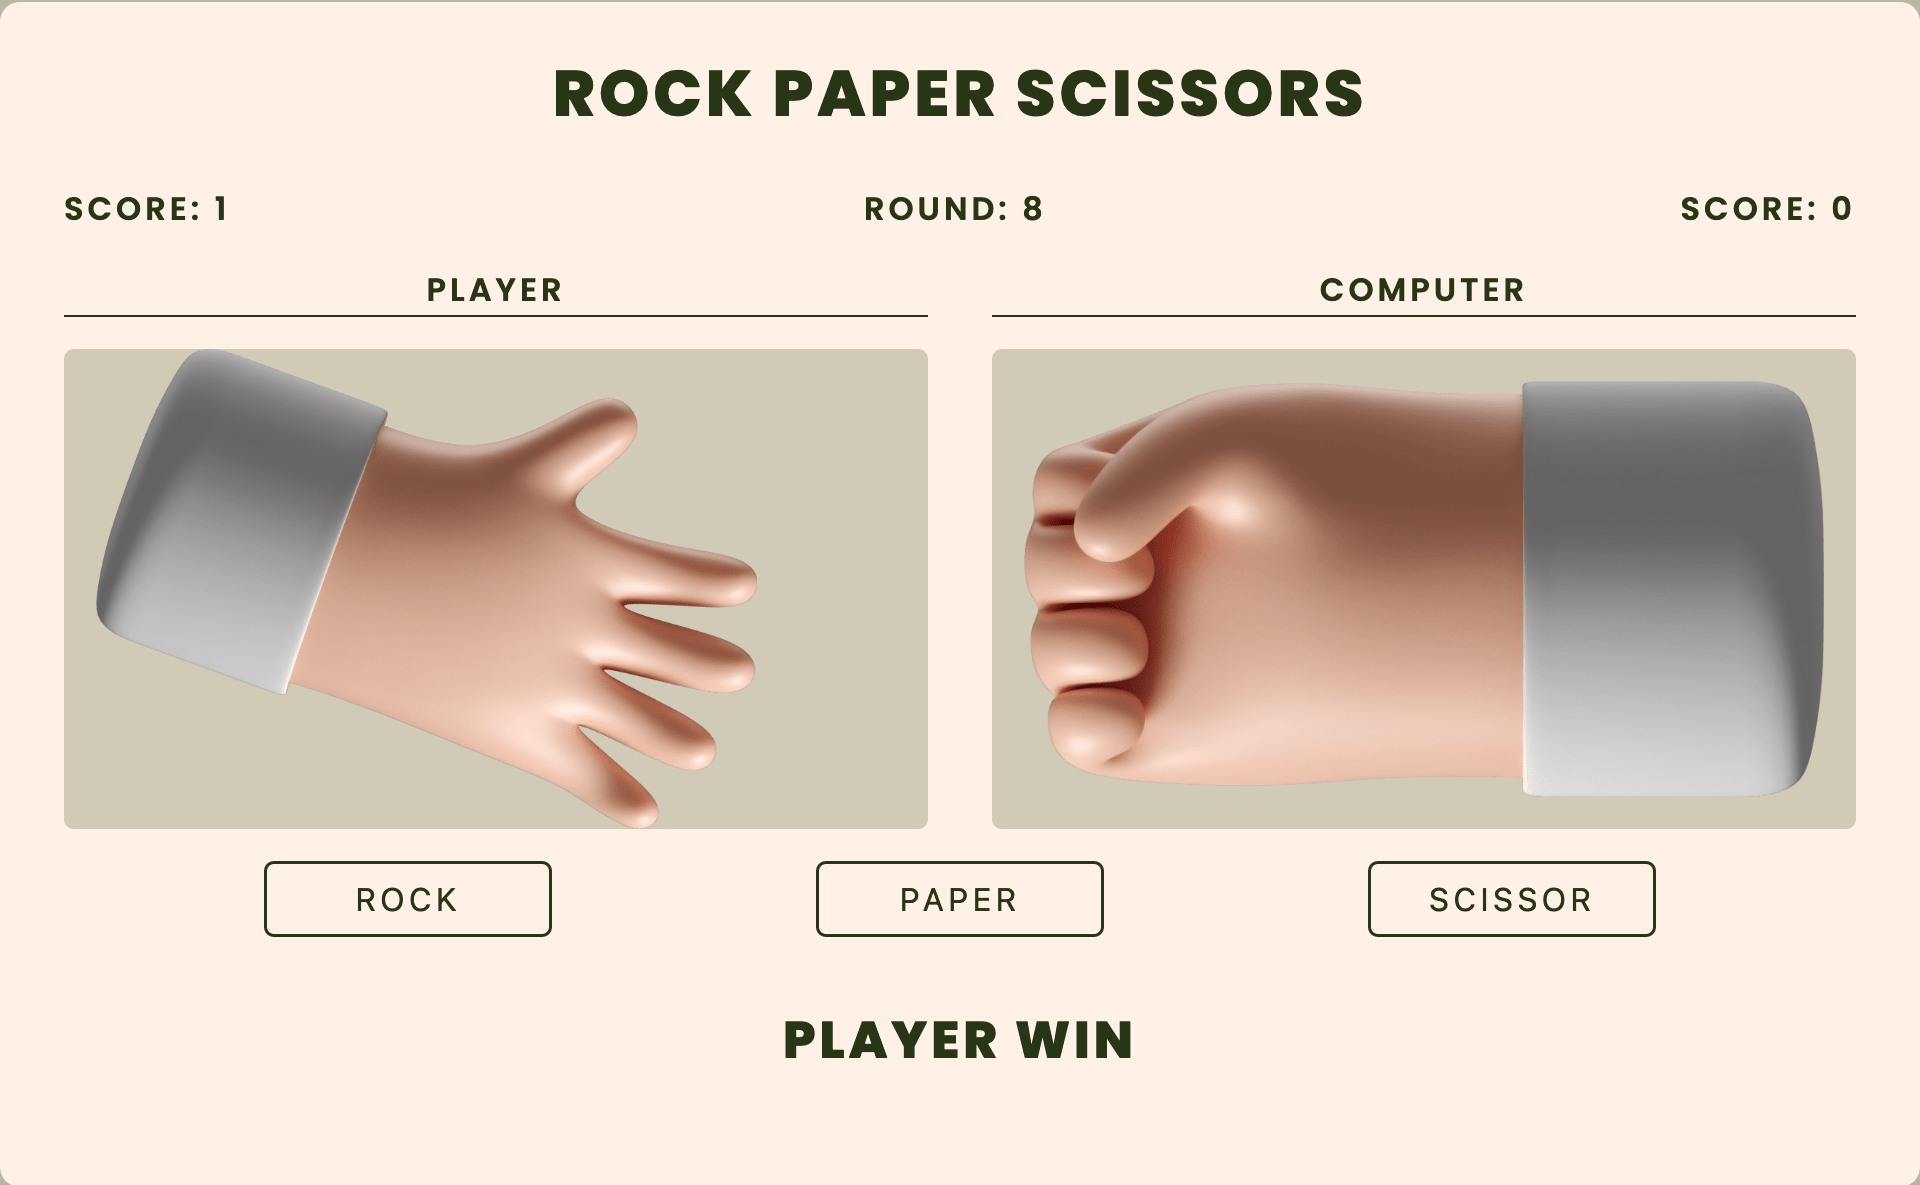 ROCK PAPER SCISSORS
SCORE: 1
ROUND: 8
SCORE: 0
PLAYER
COMPUTER
ROCK
PAPER
SCISSOR
PLAYER WIN